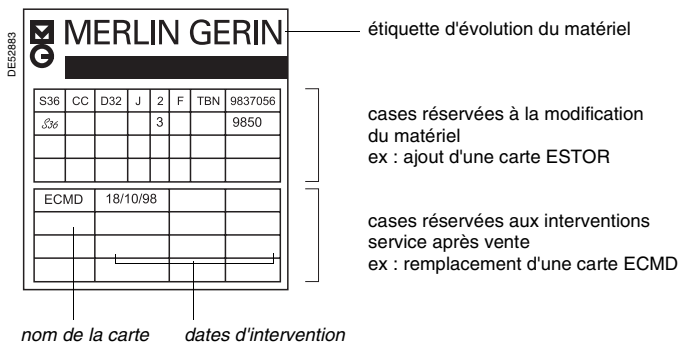 DE52883
MERLIN GERIN
étiquette d'évolution du matériel
S36 CC D32 J 2 F TBN 9837056
S36 3 9850
cases réservées à la modification
du matériel
ex : ajout d'une carte ESTOR
ECMD 18/10/98
cases réservées aux interventions
service après vente
ex : remplacement d'une carte ECMD
nom de la carte dates d'intervention